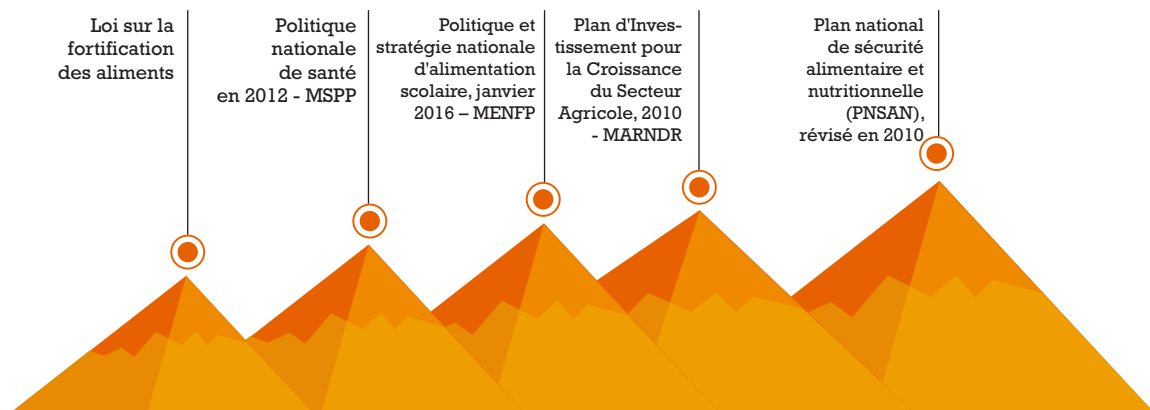 Loi sur la
fortification
des aliments
Politique
nationale
de santé
en 2012 - MSPP
Politique et
stratégie nationale
d'alimentation
scolaire, janvier
2016 – MENFP
Plan d'Inves-
tissement pour
la Croissance
du Secteur
Agricole, 2010
- MARNDR
Plan national
de sécurité
alimentaire et
nutritionnelle
(PNSAN),
révisé en 2010